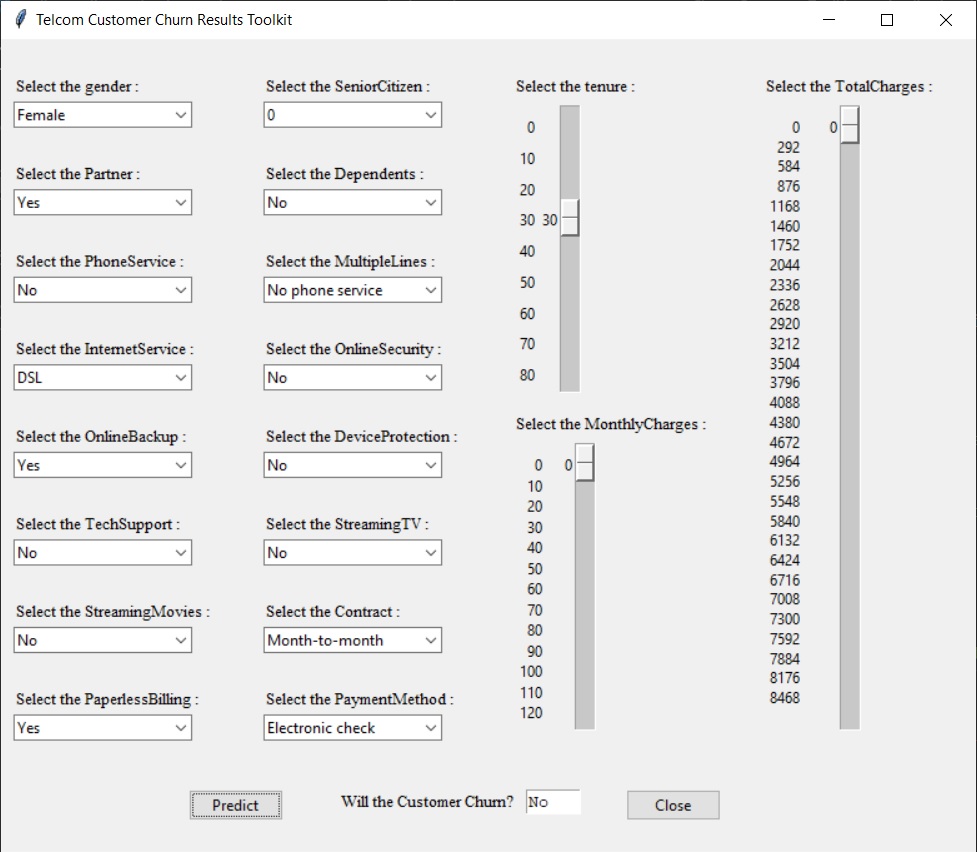 Telcom Customer Churn Results Toolkit
Select the gender :
Female
Select the SeniorCitizen :
0
Select the Partner :
Yes
Select the Dependents :
No
Select the PhoneService :
No
Select the MultipleLines :
No phone service
Select the InternetService :
DSL
Select the OnlineSecurity :
No
Select the OnlineBackup :
Yes
Select the DeviceProtection :
No
Select the TechSupport :
No
Select the StreamingTV :
No
Select the StreamingMovies :
No
Select the Contract :
Month-to-month
Select the PaperlessBilling :
Yes
Select the PaymentMethod :
Electronic check
Select the tenure :
0
10
20
30 30
40
50
60
70
80
Select the MonthlyCharges :
0 0
10
20
30
40
50
60
70
80
90
100
110
120
Select the TotalCharges :
0 0
292
584
876
1168
1460
1752
2044
2336
2628
2920
3212
3504
3796
4088
4380
4672
4964
5256
5548
5840
6132
6424
6716
7008
7300
7592
7884
8176
8468
Predict
Will the Customer Churn? No
Close